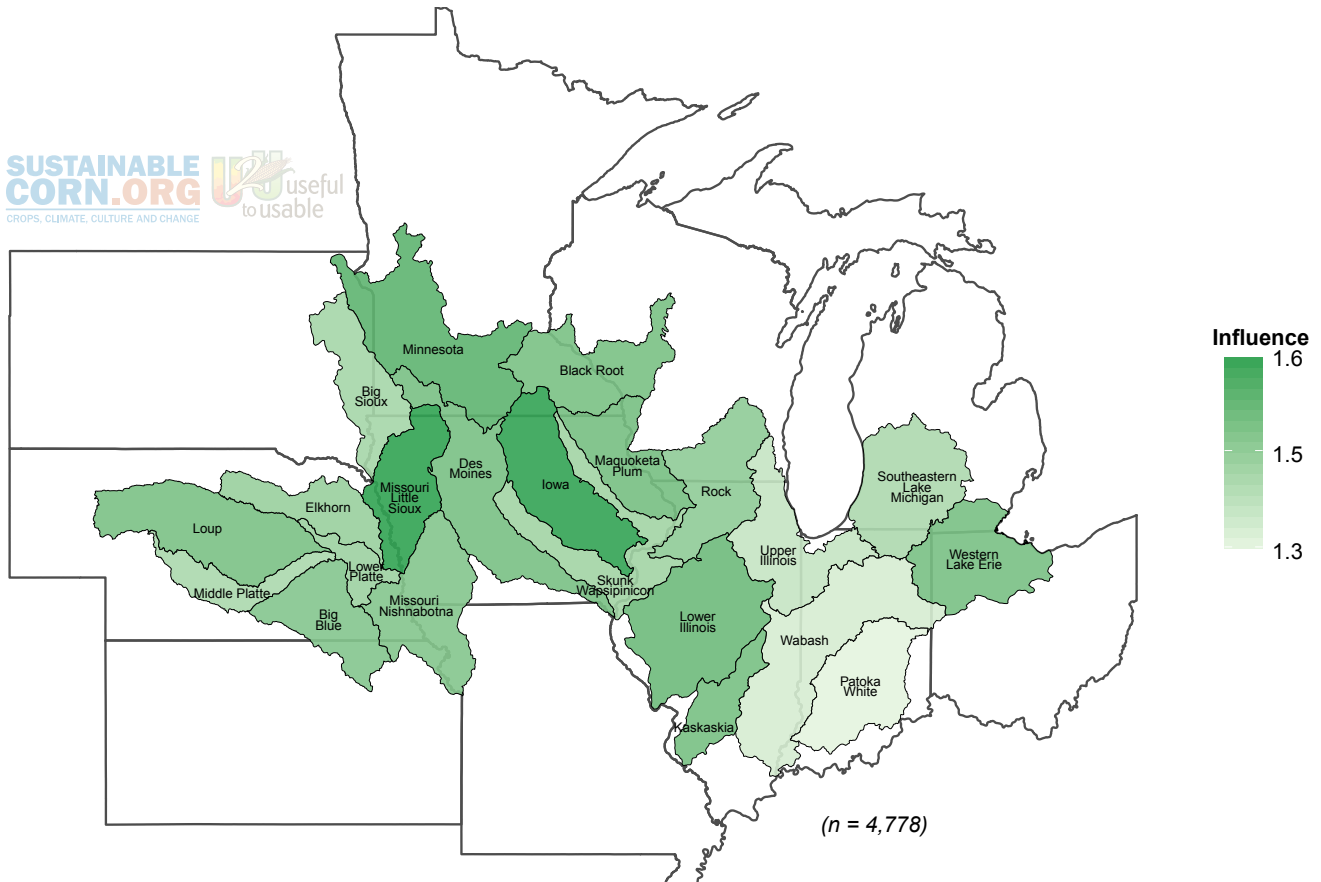 SUSTAINABLE
CORN.ORG
CROPS, CLIMATE, CULTURE AND CHANGE
U2U
useful
to usable
Minnesota
Black Root
Big
Sioux
Des
Moines
Maquoketa
Plum
Iowa
Missouri
Little
Sioux
Rock
Southeastern
Lake
Michigan
Elkhorn
Loup
Upper
Illinois
Western
Lake Erie
Lower
Platte
Middle Platte
Skunk
Wapsipinicon
Missouri
Nishnabotna
Big
Blue
Lower
Illinois
Wabash
Patoka
White
Kaskaskia
(n = 4,778)
Influence
1.6
1.5
1.3